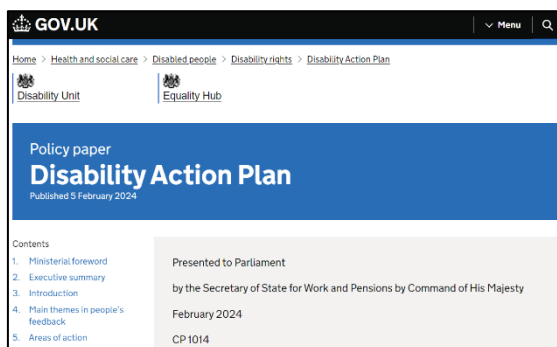 GOV.UK
Menu
Home > Health and social care > Disabled people > Disability rights > Disability Action Plan
Disability Unit
Equality Hub
Policy paper
Disability Action Plan
Published 5 February 2024
Contents
1. Ministerial foreword
2. Executive summary
3. Introduction
4. Main themes in people's
feedback
5. Areas of action
Presented to Parliament
by the Secretary of State for Work and Pensions by Command of His Majesty
February 2024
CP 1014